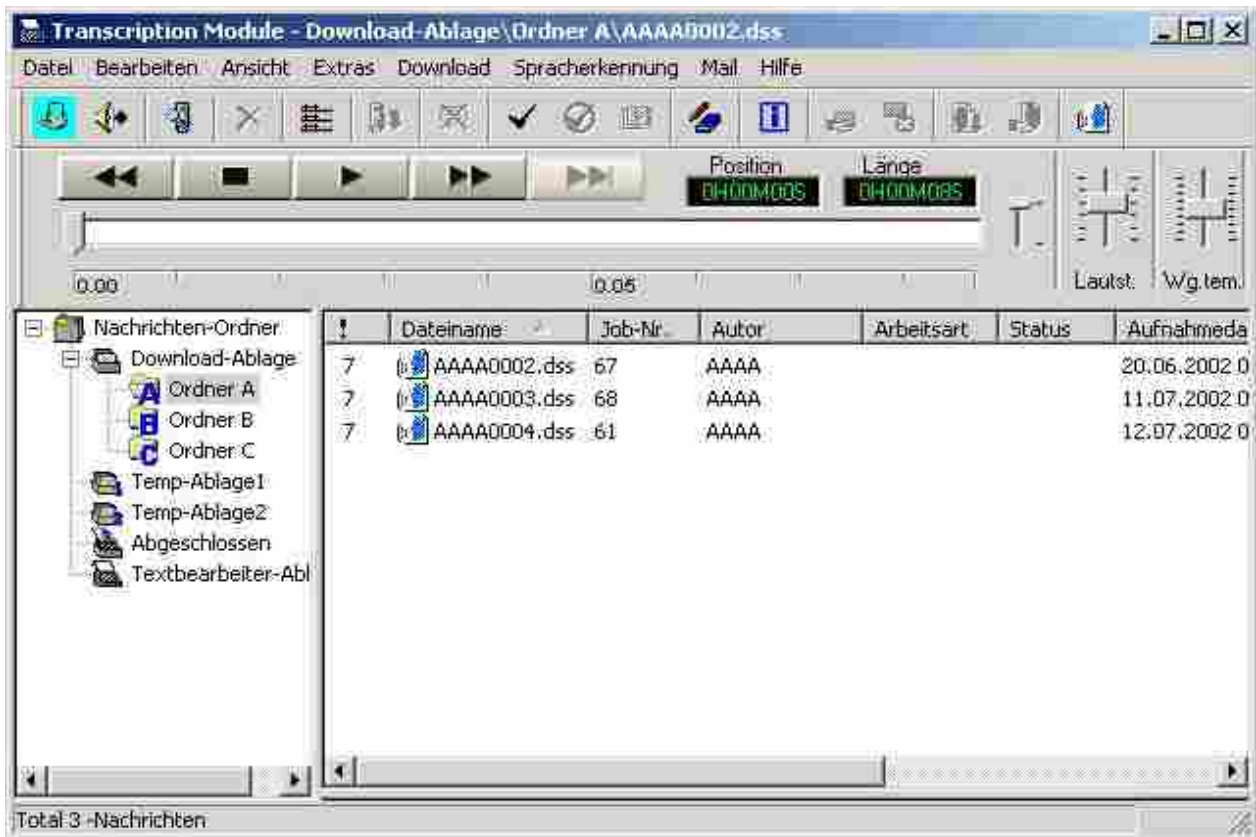 Transcription Module - Download-Ablage\Ordner A\AAAA0002.dss
Datei Bearbeiten Ansicht Extras Download Spracherkennung Mail Hilfe
Position Länge
0H00M00S 0H00M08S
0.00 0.05
Lautst. Wg.tem.
Nachrichten-Ordner
Download-Ablage
Ordner A
Ordner B
Ordner C
Temp-Ablage1
Temp-Ablage2
Abgeschlossen
Textbearbeiter-Abl
! Dateiname Job-Nr. Autor Arbeitsart Status Aufnahmeda
7 AAAA0002.dss 67 AAAA 20.06.2002 0
7 AAAA0003.dss 68 AAAA 11.07.2002 0
7 AAAA0004.dss 61 AAAA 12.07.2002 0
Total 3 -Nachrichten